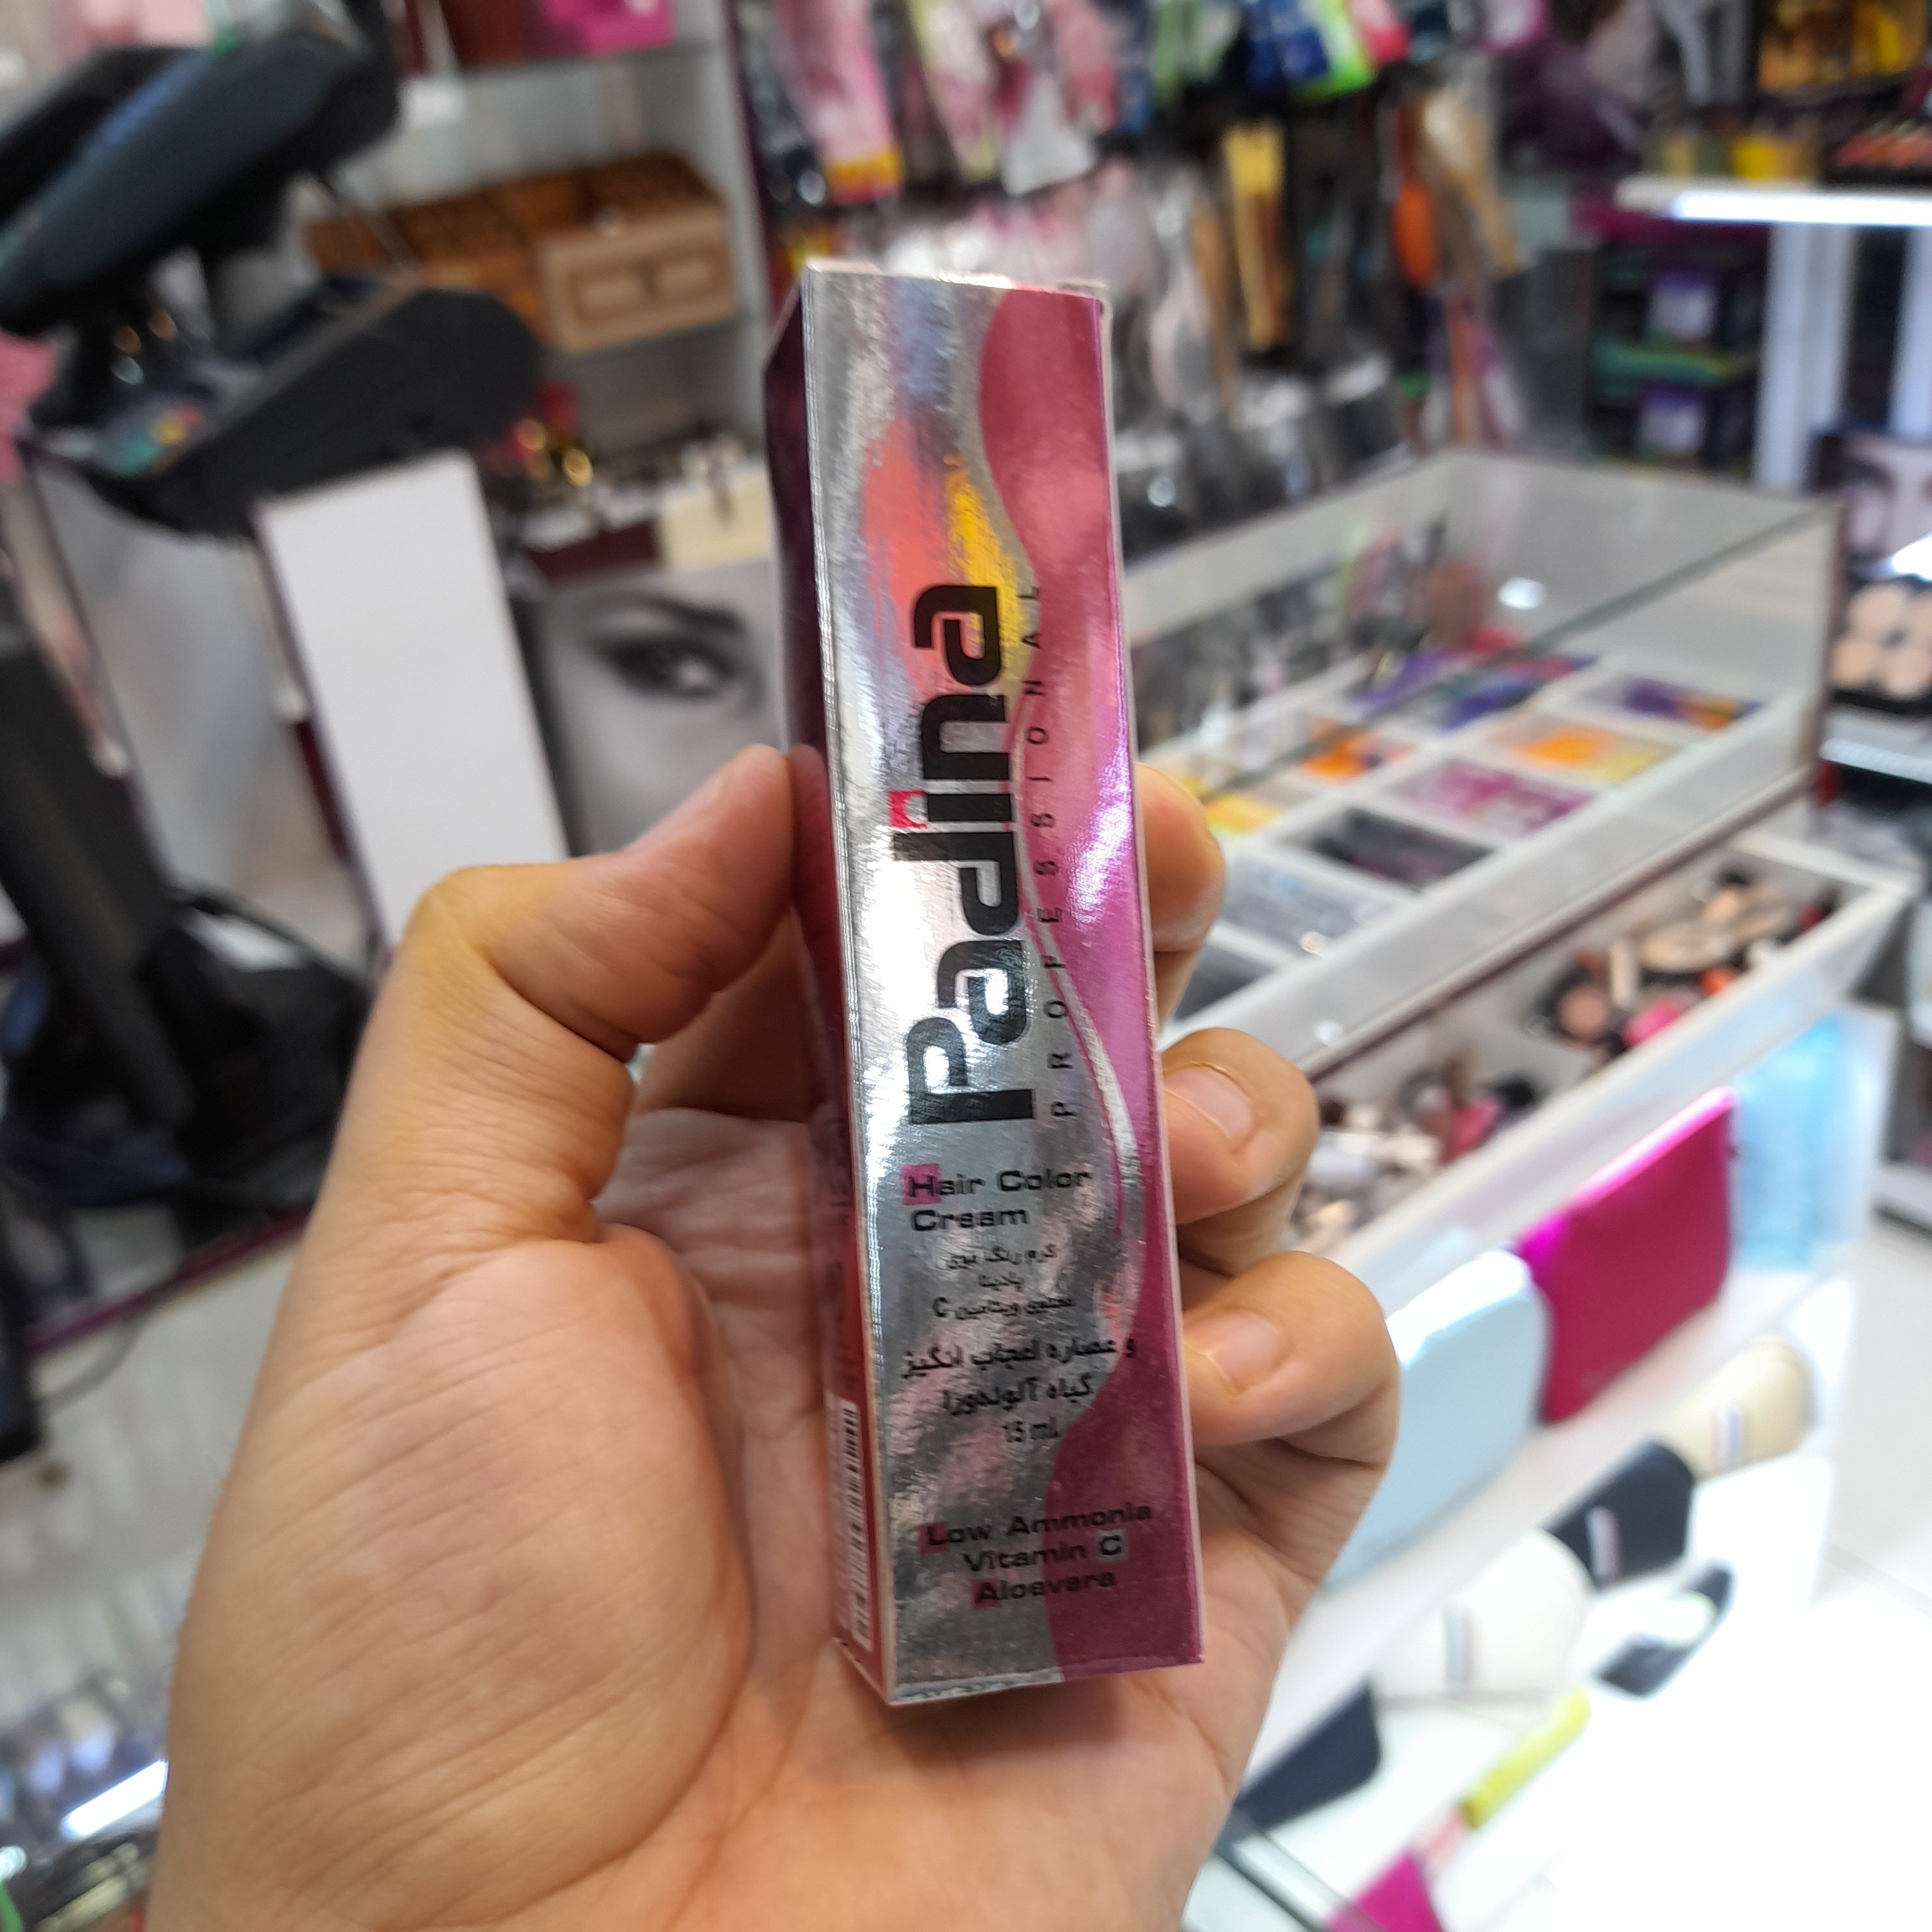 Padina
PROFESSIONAL
Hair Color
Cream
کرم رنگ موی
پادینا
محتوی ویتامین C
و عصاره اعجاب انگیز
گیاه آلوئه‌ورا
15 ml
Low Ammonia
Vitamin C
Aloevera